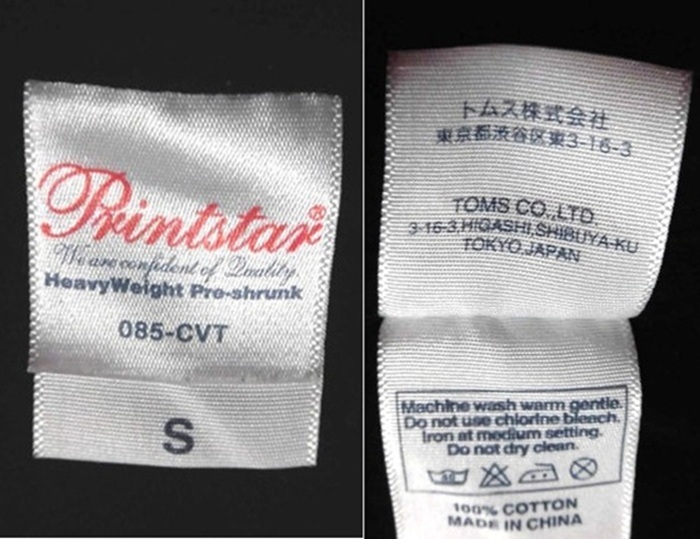 Printstar®
We are confident of Quality.
HeavyWeight Pre-shrunk
085-CVT
S
トムス株式会社
東京都渋谷区東3-16-3
TOMS CO.,LTD.
3-16-3,HIGASHI,SHIBUYA-KU
TOKYO,JAPAN
Machine wash warm gentle.
Do not use chlorine bleach.
Iron at medium setting.
Do not dry clean.
40
100% COTTON
MADE IN CHINA